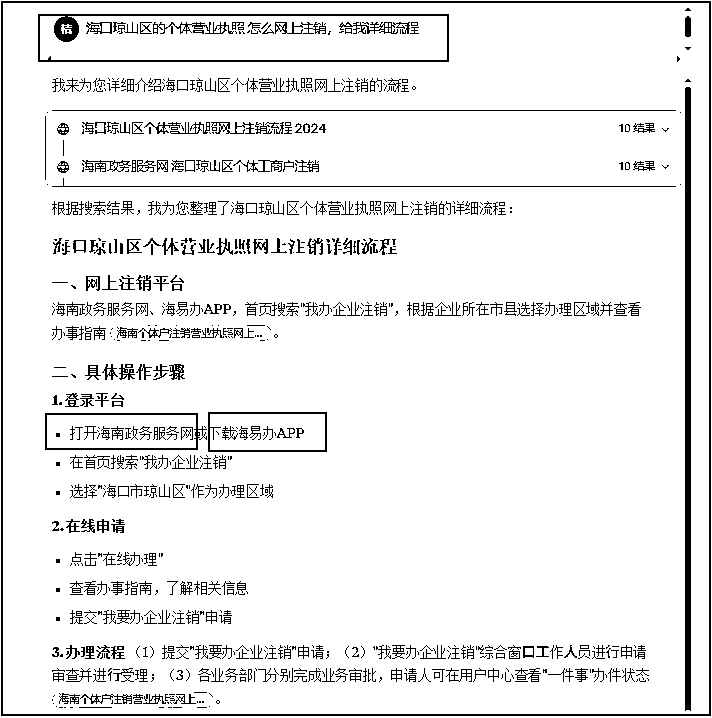 桔 海口琼山区的个体营业执照 怎么网上注销，给我详细流程
我来为您详细介绍海口琼山区个体营业执照网上注销的流程。
海口琼山区个体营业执照网上注销流程 2024 10 结果
海南政务服务网 海口琼山区个体工商户注销 10 结果
根据搜索结果，我为您整理了海口琼山区个体营业执照网上注销的详细流程：
海口琼山区个体营业执照网上注销详细流程
一、网上注销平台
海南政务服务网、海易办APP，首页搜索"我办企业注销"，根据企业所在市县选择办理区域并查看
办事指南 海南个体户注销营业执照网上... 。
二、具体操作步骤
1.登录平台
▪ 打开海南政务服务网或下载海易办APP
▪ 在首页搜索"我办企业注销"
▪ 选择"海口市琼山区"作为办理区域
2.在线申请
▪ 点击"在线办理"
▪ 查看办事指南，了解相关信息
▪ 提交"我要办企业注销"申请
3.办理流程（1）提交"我要办企业注销"申请；（2）"我要办企业注销"综合窗口工作人员进行申请
审查并进行受理；（3）各业务部门分别完成业务审批，申请人可在用户中心查看"一件事"办件状态
海南个体户注销营业执照网上... 。